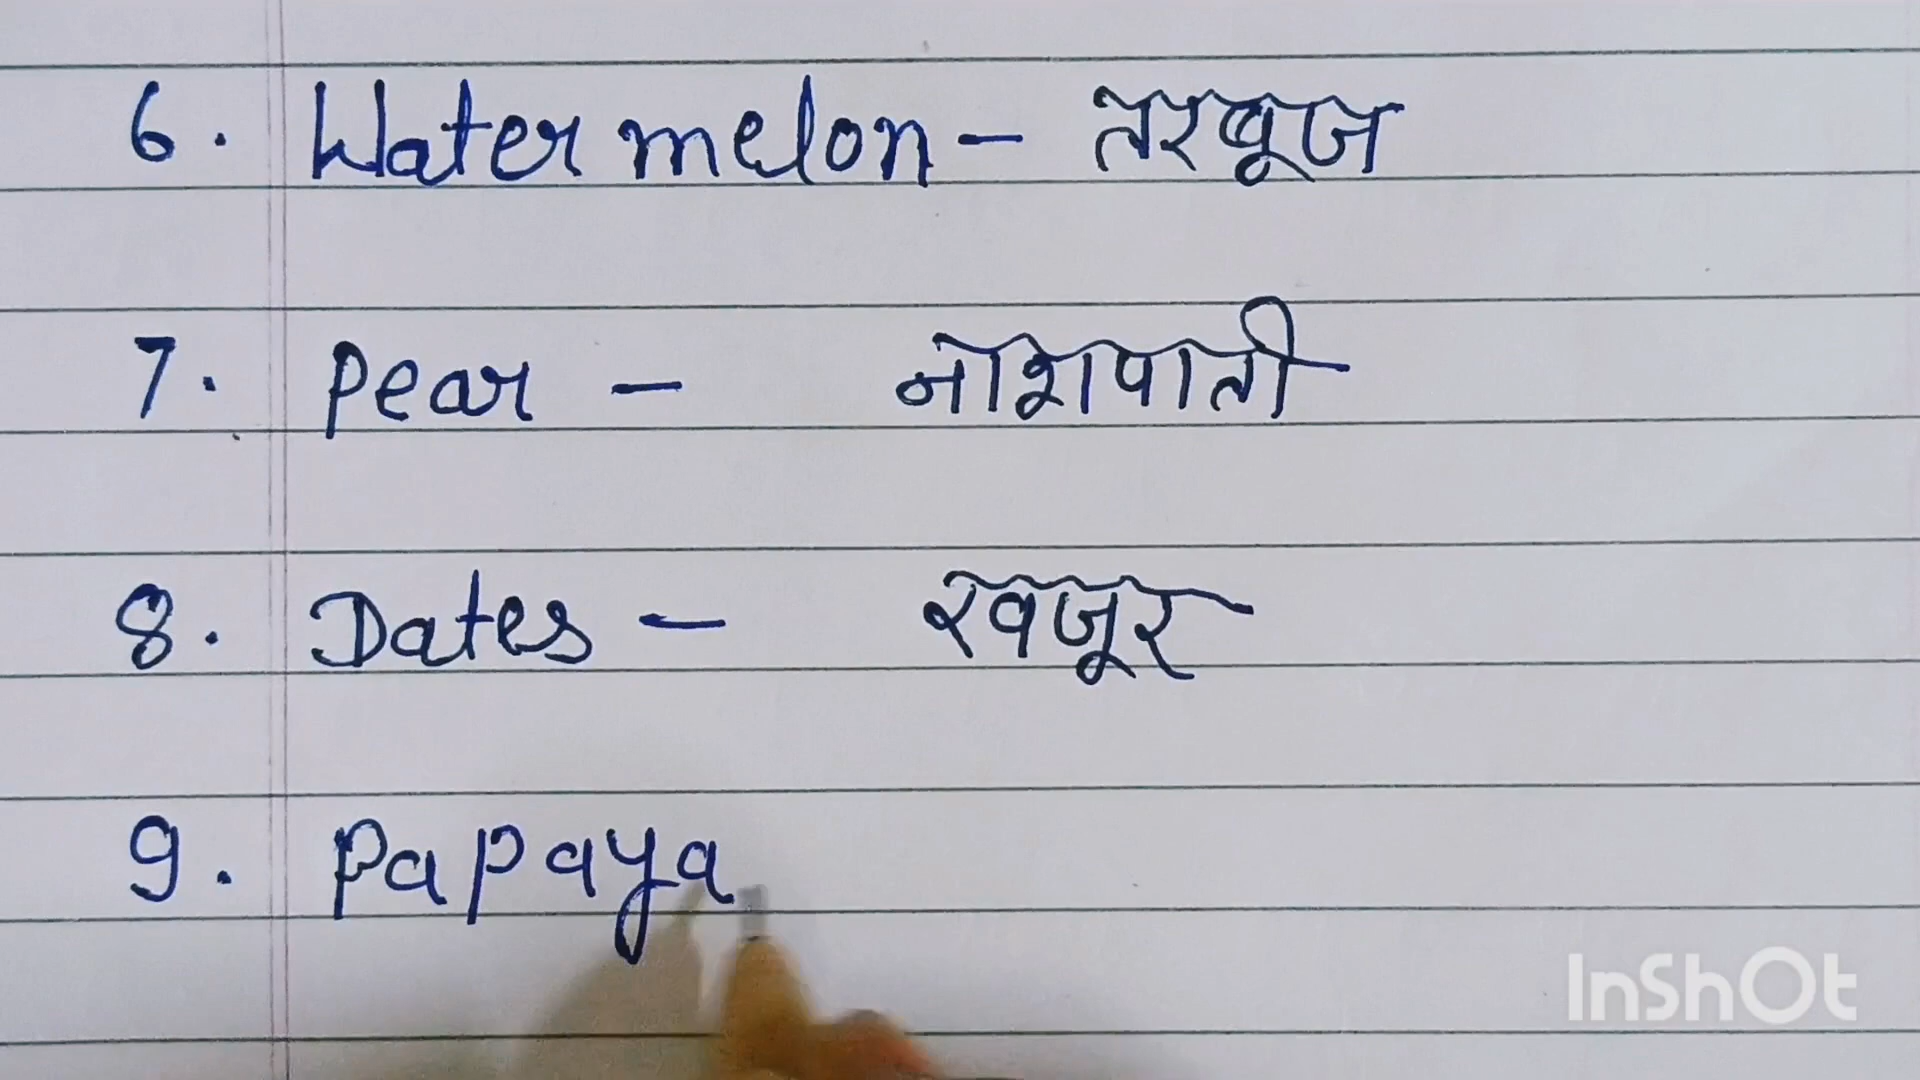 6. Water melon - तरबूज
7. Pear - नाशपाती
8. Dates - खजूर
9. Papaya
InShOt